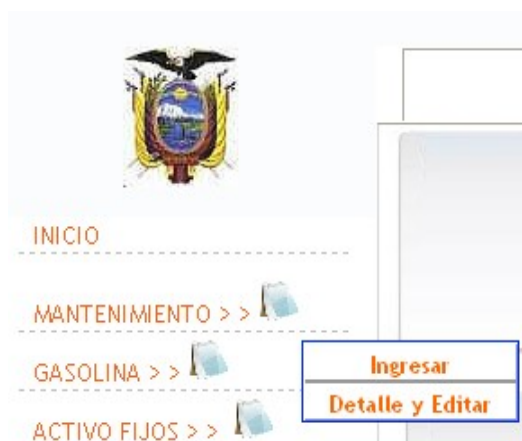 INICIO
MANTENIMIENTO > >
GASOLINA > >
Ingresar
Detalle y Editar
ACTIVO FIJOS > >